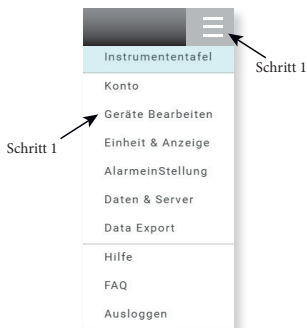 Instrumententafel
Schritt 1
Konto
Geräte Bearbeiten
Schritt 1
Einheit & Anzeige
AlarmeinStellung
Daten & Server
Data Export
Hilfe
FAQ
Ausloggen